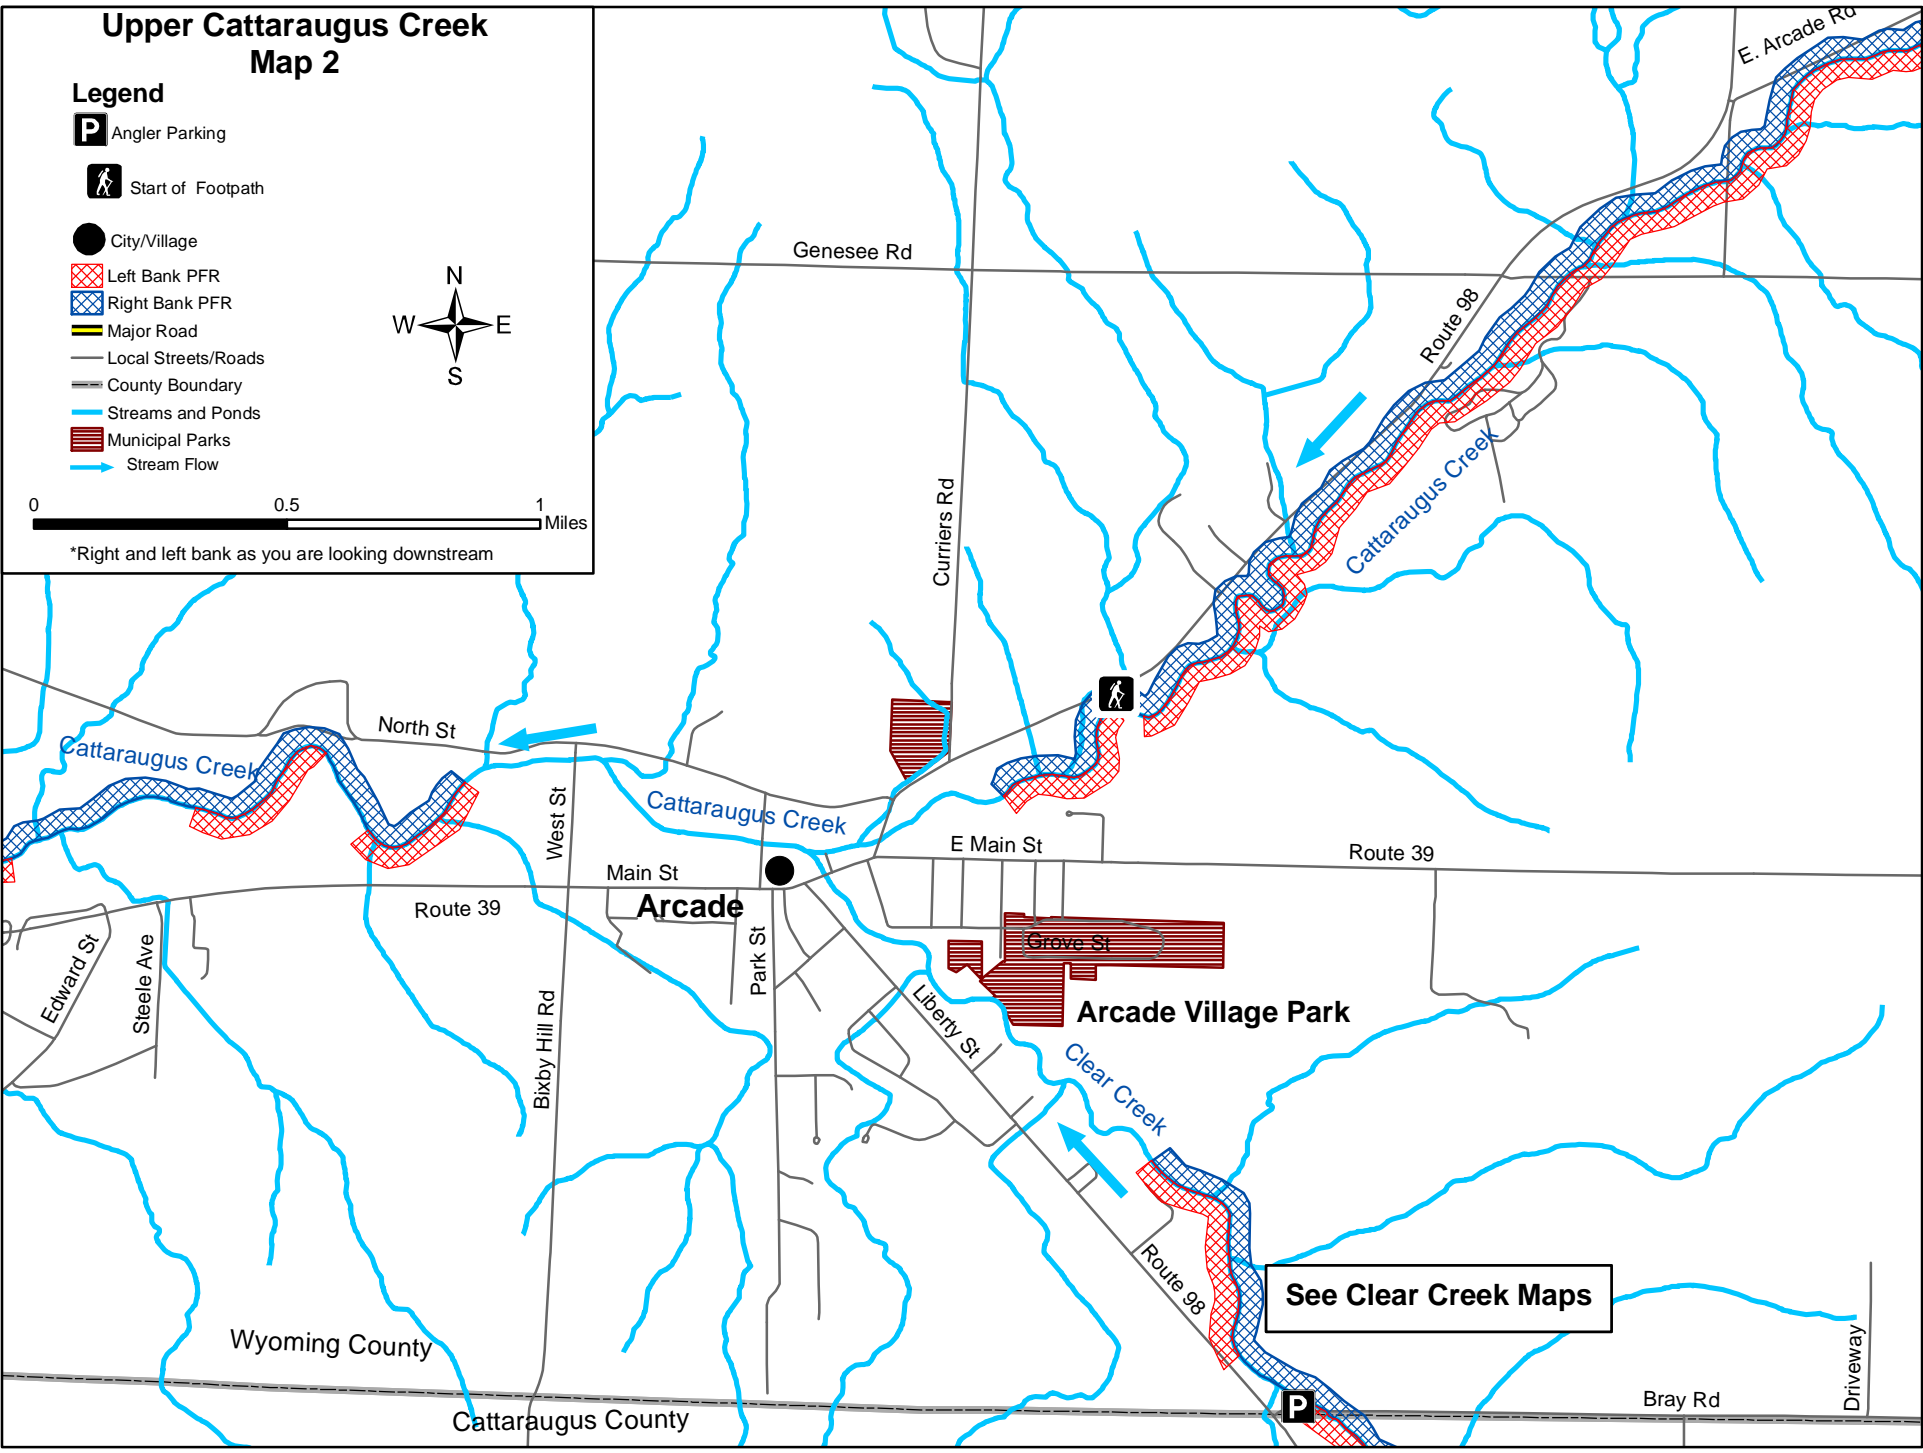 Upper Cattaraugus Creek
Map 2
Legend
P Angler Parking
Start of Footpath
City/Village
Left Bank PFR
Right Bank PFR
Major Road
Local Streets/Roads
County Boundary
Streams and Ponds
Municipal Parks
Stream Flow
N
W E
S
0 0.5 1
Miles
*Right and left bank as you are looking downstream
E. Arcade Rd
Genesee Rd
Route 98
Cattaraugus Creek
Curriers Rd
North St
Cattaraugus Creek
West St
Cattaraugus Creek
E Main St
Route 39
Main St
Arcade
Route 39
Grove St
Park St
Edward St
Steele Ave
Bixby Hill Rd
Liberty St
Arcade Village Park
Clear Creek
Route 98
See Clear Creek Maps
Wyoming County
Driveway
Bray Rd
P
Cattaraugus County